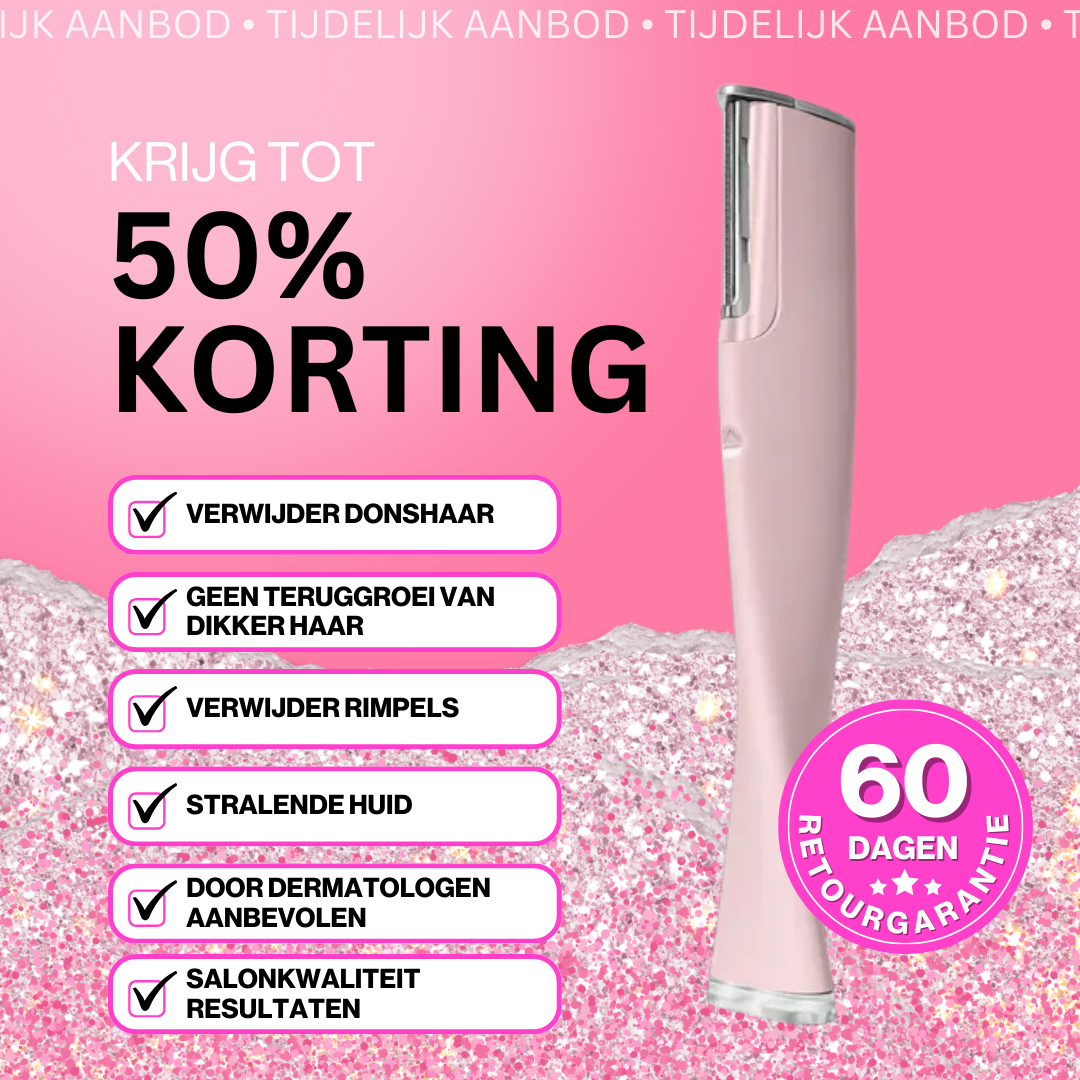 IJK AANBOD • TIJDELIJK AANBOD • TIJDELIJK AANBOD • T
KRIJG TOT
50%
KORTING
VERWIJDER DONSHAAR
GEEN TERUGGROEI VAN
DIKKER HAAR
VERWIJDER RIMPELS
STRALENDE HUID
DOOR DERMATOLOGEN
AANBEVOLEN
SALONKWALITEIT
RESULTATEN
60
DAGEN
RETOURGARANTIE